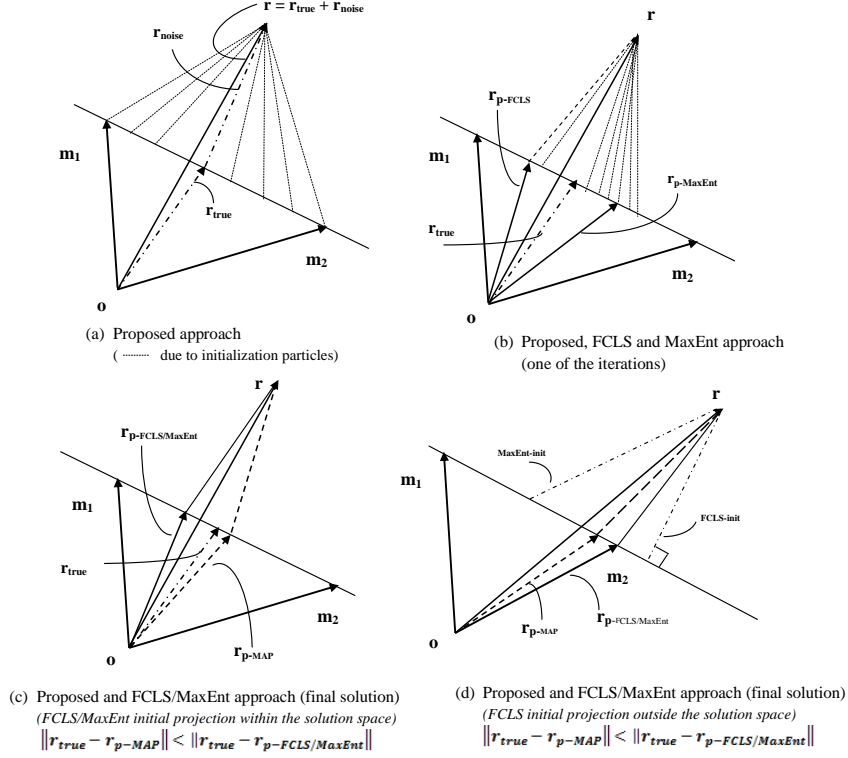 r = r_true + r_noise
r_noise
m_1
r_true
m_2
o
(a) Proposed approach
( ............ due to initialization particles)
r
r_p-FCLS
m_1
r_p-MaxEnt
r_true
m_2
o
(b) Proposed, FCLS and MaxEnt approach
(one of the iterations)
r
r_p-FCLS/MaxEnt
m_1
r_true
m_2
r_p-MAP
o
(c) Proposed and FCLS/MaxEnt approach (final solution)
(FCLS/MaxEnt initial projection within the solution space)
‖r_true − r_p−MAP‖ < ‖r_true − r_p−FCLS/MaxEnt‖
r
MaxEnt-init
m_1
FCLS-init
m_2
r_p-MAP
r_p-FCLS/MaxEnt
o
(d) Proposed and FCLS/MaxEnt approach (final solution)
(FCLS initial projection outside the solution space)
‖r_true − r_p−MAP‖ < ‖r_true − r_p−FCLS/MaxEnt‖